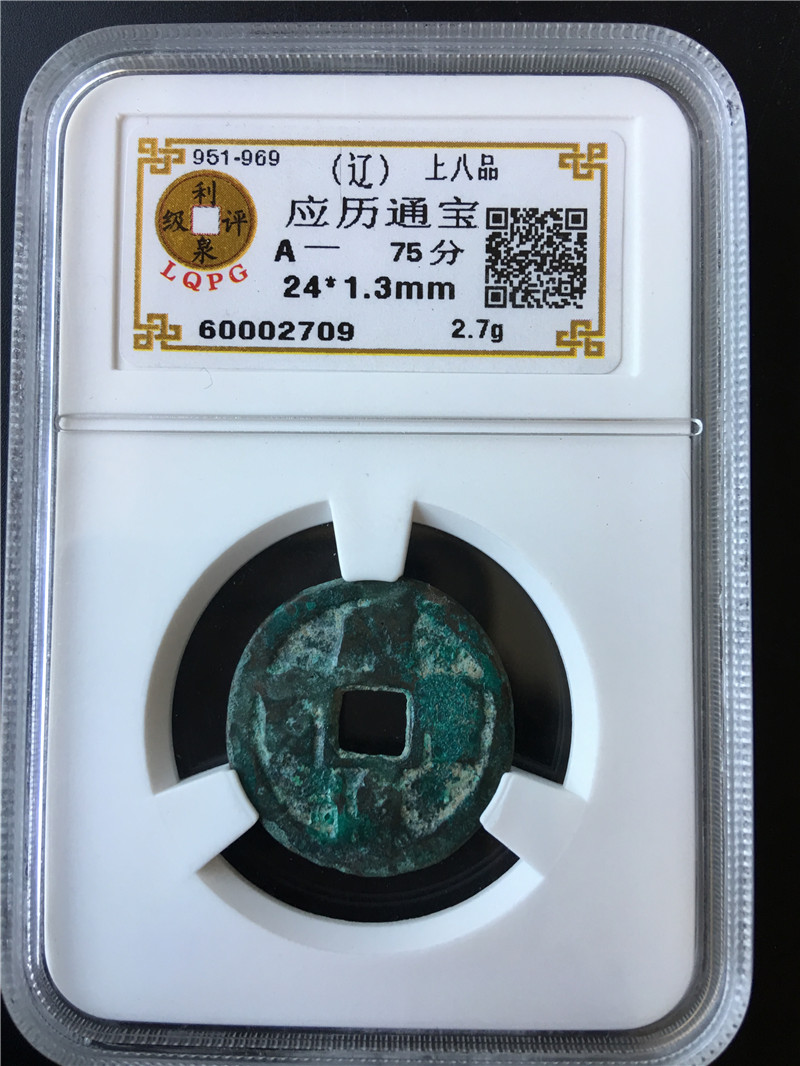 951-969 （辽） 上八品
利
级 评
泉
LQPG
应历通宝
A一 75分
24*1.3mm
60002709 2.7g